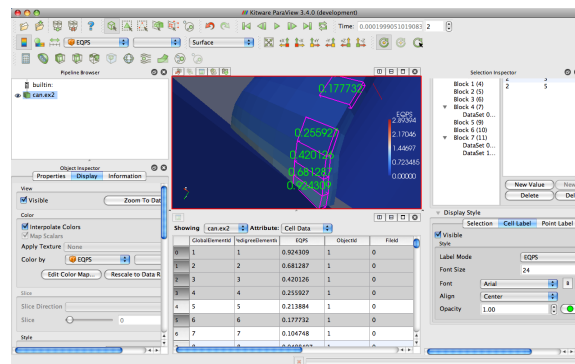 Kitware ParaView 3.4.0 (development)
Time: 0.0001999051019083 2
EQPS
Surface
Pipeline Browser
builtin:
can.ex2
Object Inspector
Properties Display Information
View
Visible
Zoom To Dat
Color
Interpolate Colors
Map Scalars
Apply Texture None
Color by EQPS
Edit Color Map... Rescale to Data R
Slice
Slice Direction
Slice 0
Style
0.177732
0.255927
0.420126
0.681287
0.924309
EQPS
2.89394
2.17046
1.44697
0.723485
0.00000
Showing can.ex2 Attribute: Cell Data
GlobalElementId EQPS ObjectId FileId
0 1 1 0.924309 1 0
1 2 2 0.681287 1 0
2 3 3 0.420126 1 0
3 4 4 0.255927 1 0
4 5 5 0.213884 1 0
5 6 6 0.177732 1 0
6 7 7 0.104748 1 0
Selection Inspector
Block 1 (4)
Block 2 (5)
Block 3 (6)
Block 4 (7)
DataSet 0...
Block 5 (9)
Block 6 (10)
Block 7 (11)
DataSet 0...
DataSet 1...
2 5
2 5
New Value New
Delete Del
Display Style
Selection Cell Label Point Label
Visible
Style
Label Mode EQPS
Font Size 24
Font Arial B
Align Center
Opacity 1.00